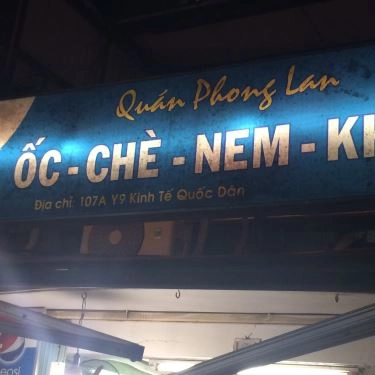 Quán Phong Lan
ỐC - CHÈ - NEM -
Địa chỉ: 107A Y9 Kinh Tế Quốc Dân